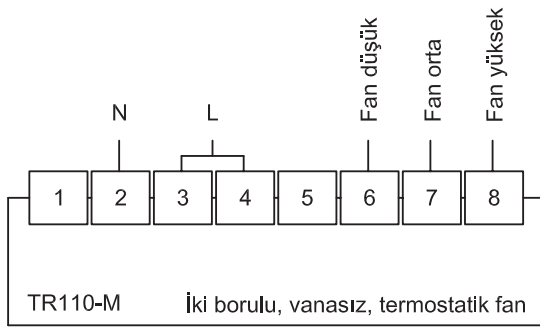 Fan düşük
Fan orta
Fan yüksek
N
L
1 2 3 4 5 6 7 8
TR110-M
İki borulu, vanasız, termostatik fan